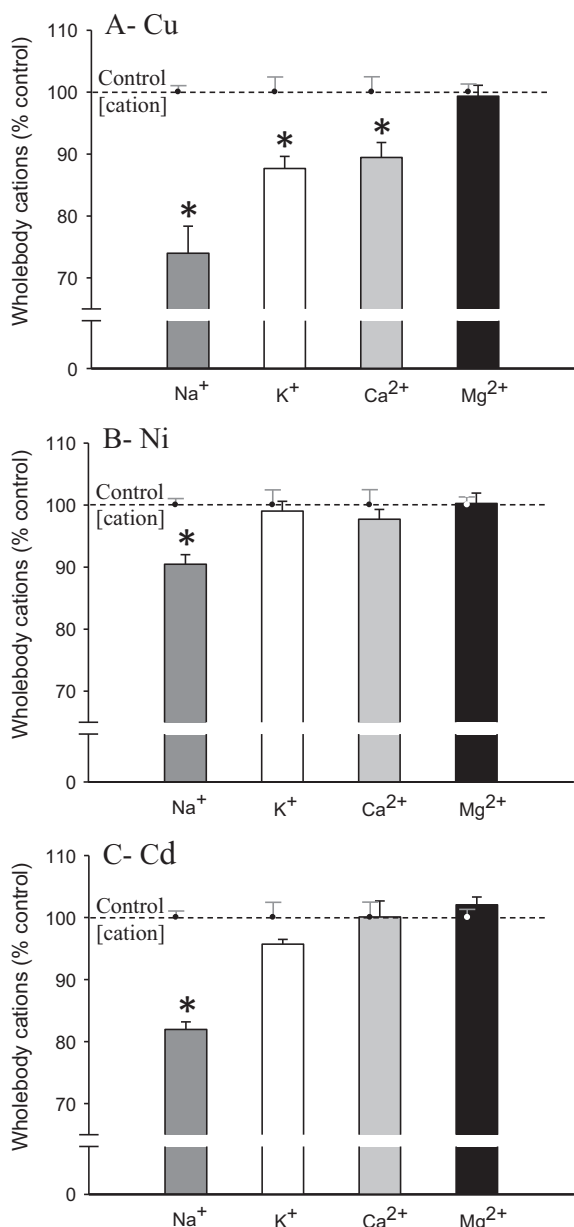 A- Cu
Wholebody cations (% control)
110
100
90
80
70
0
Control
[cation]
*
*
*
Na⁺
K⁺
Ca²⁺
Mg²⁺
B- Ni
Wholebody cations (% control)
110
100
90
80
70
0
Control
[cation]
*
Na⁺
K⁺
Ca²⁺
Mg²⁺
C- Cd
Wholebody cations (% control)
110
100
90
80
70
0
Control
[cation]
*
Na⁺
K⁺
Ca²⁺
Mg²⁺